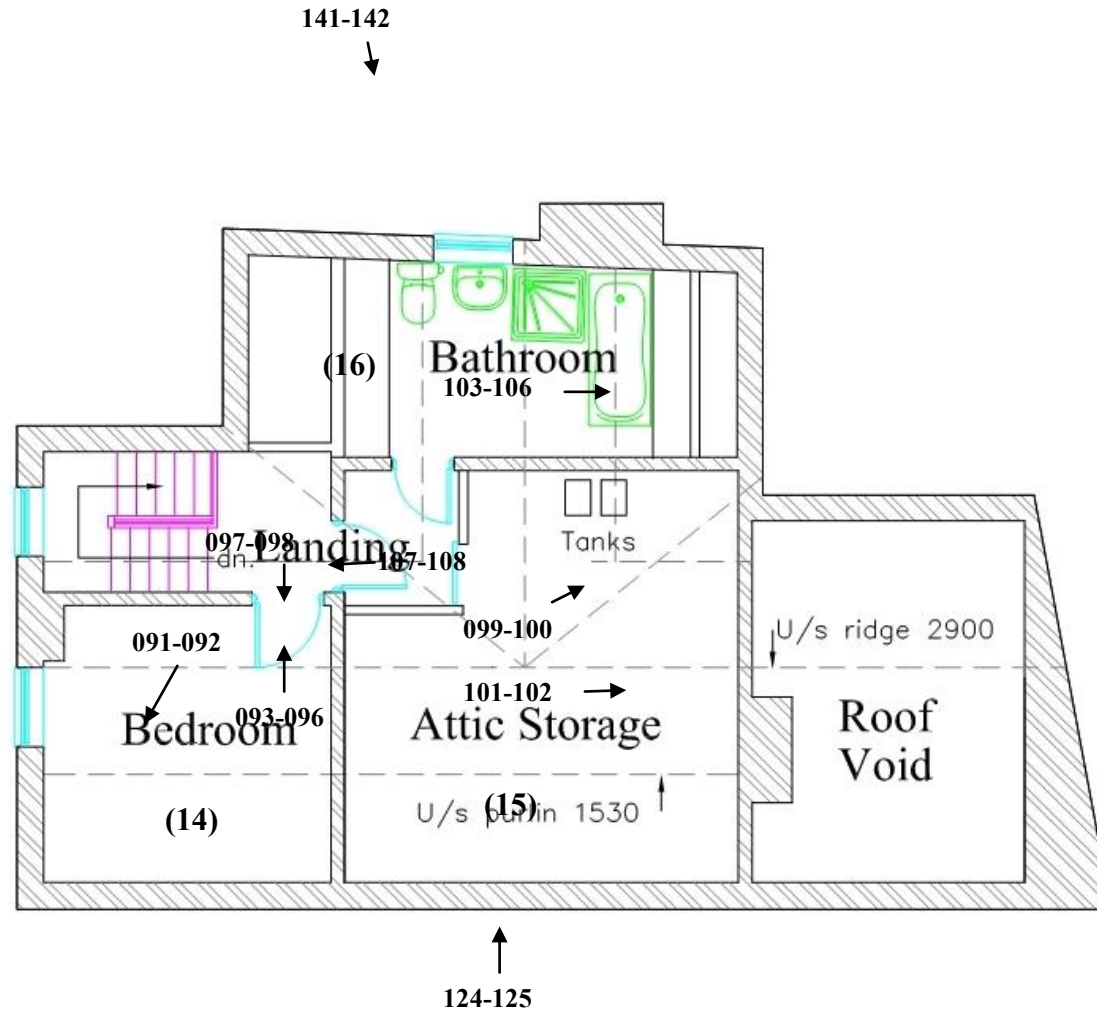 141-142
(16)
Bathroom
103-106
097-098
Landing
dn.
107-108
Tanks
099-100
U/s ridge 2900
091-092
101-102
093-096
Bedroom
Attic Storage
Roof
Void
(14)
(15)
U/s purlin 1530
124-125